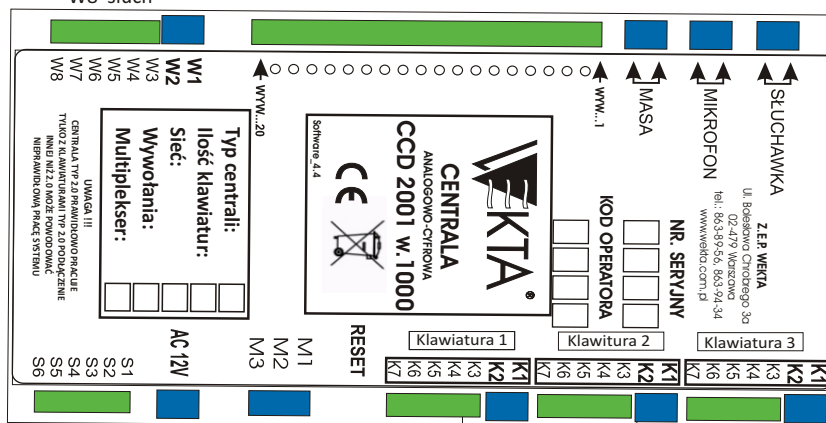 W1
W2
W3
W4
W5
W6
W7
W8
WYW...20
WYW...1
MASA
MIKROFON
SŁUCHAWKA
UWAGA !!!
CENTRALA TYP 2.0 PRAWIDŁOWO PRACUJE
TYLKO Z KLAWIATURAMI TYP 2.0 PODŁĄCZENIE
INNEJ NIŻ 2.0 MOŻE POWODOWAĆ
NIEPRAWIDŁOWĄ PRACĘ SYSTEMU
Typ centrali:
Ilość klawiatur:
Sieć:
Wywołania:
Multiplekser:
WEKTA®
CENTRALA
ANALOGOWO-CYFROWA
CCD 2001 w.1000
CE
Software_4.4
NR. SERYJNY
KOD OPERATORA
Z.E.P. WEKTA
Ul. Bolesława Chrobrego 3a
02-479 Warszawa
tel.: 863-89-56, 863-94-34
www.wekta.com.pl
S1
S2
S3
S4
S5
S6
AC 12V
M1
M2
M3
RESET
Klawiatura 1
K1
K2
K3
K4
K5
K6
K7
Klawitura 2
K1
K2
K3
K4
K5
K6
K7
Klawiatura 3
K1
K2
K3
K4
K5
K6
K7